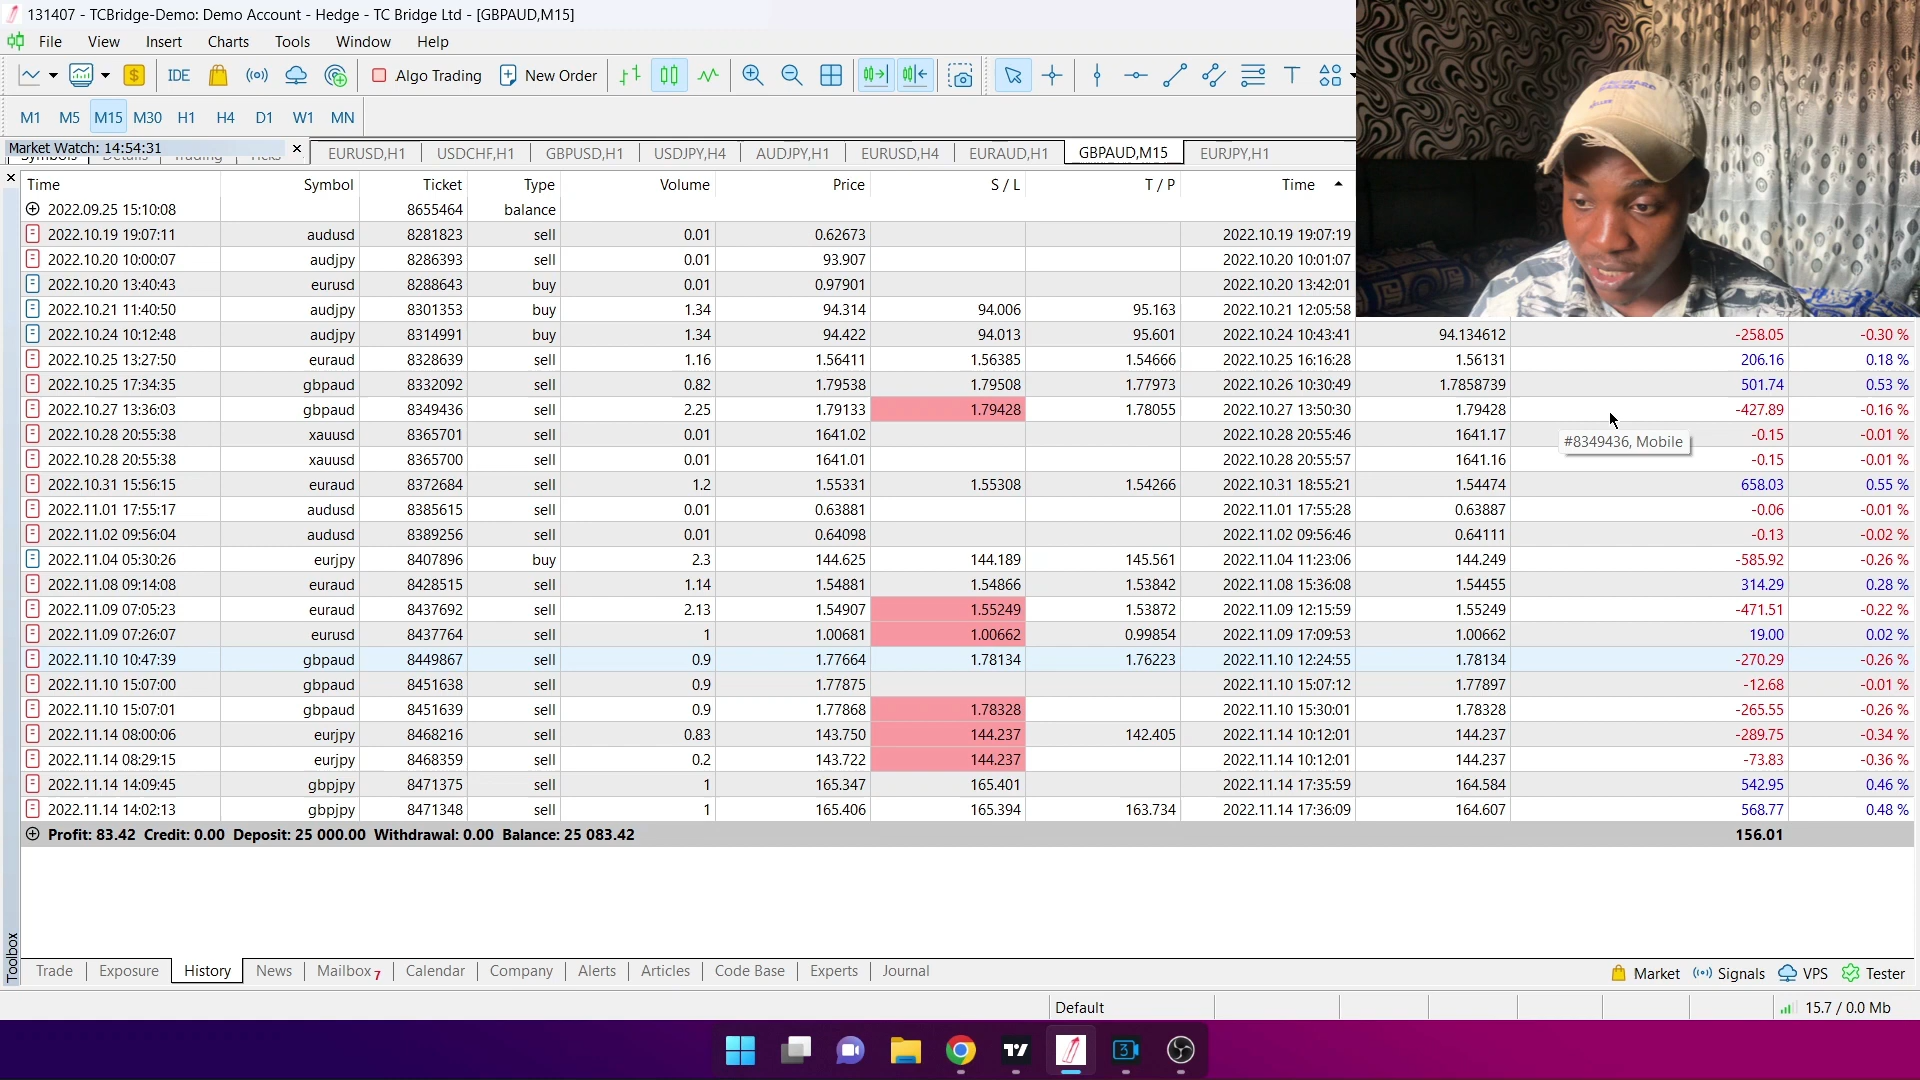 131407 - TCBridge-Demo: Demo Account - Hedge - TC Bridge Ltd - [GBPAUD,M15]
File View Insert Charts Tools Window Help
IDE Algo Trading New Order
M1 M5 M15 M30 H1 H4 D1 W1 MN
Market Watch: 14:54:31
Symbols Details Trading Ticks
EURUSD,H1 USDCHF,H1 GBPUSD,H1 USDJPY,H4 AUDJPY,H1 EURUSD,H4 EURAUD,H1 GBPAUD,M15 EURJPY,H1
Time Symbol Ticket Type Volume Price S / L T / P Time
2022.09.25 15:10:08 8655464 balance
2022.10.19 19:07:11 audusd 8281823 sell 0.01 0.62673 2022.10.19 19:07:19
2022.10.20 10:00:07 audjpy 8286393 sell 0.01 93.907 2022.10.20 10:01:07
2022.10.20 13:40:43 eurusd 8288643 buy 0.01 0.97901 2022.10.20 13:42:01
2022.10.21 11:40:50 audjpy 8301353 buy 1.34 94.314 94.006 95.163 2022.10.21 12:05:58
2022.10.24 10:12:48 audjpy 8314991 buy 1.34 94.422 94.013 95.601 2022.10.24 10:43:41 94.134612 -258.05 -0.30 %
2022.10.25 13:27:50 euraud 8328639 sell 1.16 1.56411 1.56385 1.54666 2022.10.25 16:16:28 1.56131 206.16 0.18 %
2022.10.25 17:34:35 gbpaud 8332092 sell 0.82 1.79538 1.79508 1.77973 2022.10.26 10:30:49 1.7858739 501.74 0.53 %
2022.10.27 13:36:03 gbpaud 8349436 sell 2.25 1.79133 1.79428 1.78055 2022.10.27 13:50:30 1.79428 -427.89 -0.16 %
2022.10.28 20:55:38 xauusd 8365701 sell 0.01 1641.02 2022.10.28 20:55:46 1641.17 -0.15 -0.01 %
#8349436, Mobile
2022.10.28 20:55:38 xauusd 8365700 sell 0.01 1641.01 2022.10.28 20:55:57 1641.16 -0.15 -0.01 %
2022.10.31 15:56:15 euraud 8372684 sell 1.2 1.55331 1.55308 1.54266 2022.10.31 18:55:21 1.54474 658.03 0.55 %
2022.11.01 17:55:17 audusd 8385615 sell 0.01 0.63881 2022.11.01 17:55:28 0.63887 -0.06 -0.01 %
2022.11.02 09:56:04 audusd 8389256 sell 0.01 0.64098 2022.11.02 09:56:46 0.64111 -0.13 -0.02 %
2022.11.04 05:30:26 eurjpy 8407896 buy 2.3 144.625 144.189 145.561 2022.11.04 11:23:06 144.249 -585.92 -0.26 %
2022.11.08 09:14:08 euraud 8428515 sell 1.14 1.54881 1.54866 1.53842 2022.11.08 15:36:08 1.54455 314.29 0.28 %
2022.11.09 07:05:23 euraud 8437692 sell 2.13 1.54907 1.55249 1.53872 2022.11.09 12:15:59 1.55249 -471.51 -0.22 %
2022.11.09 07:26:07 eurusd 8437764 sell 1 1.00681 1.00662 0.99854 2022.11.09 17:09:53 1.00662 19.00 0.02 %
2022.11.10 10:47:39 gbpaud 8449867 sell 0.9 1.77664 1.78134 1.76223 2022.11.10 12:24:55 1.78134 -270.29 -0.26 %
2022.11.10 15:07:00 gbpaud 8451638 sell 0.9 1.77875 2022.11.10 15:07:12 1.77897 -12.68 -0.01 %
2022.11.10 15:07:01 gbpaud 8451639 sell 0.9 1.77868 1.78328 2022.11.10 15:30:01 1.78328 -265.55 -0.26 %
2022.11.14 08:00:06 eurjpy 8468216 sell 0.83 143.750 144.237 142.405 2022.11.14 10:12:01 144.237 -289.75 -0.34 %
2022.11.14 08:29:15 eurjpy 8468359 sell 0.2 143.722 144.237 2022.11.14 10:12:01 144.237 -73.83 -0.36 %
2022.11.14 14:09:45 gbpjpy 8471375 sell 1 165.347 165.401 2022.11.14 17:35:59 164.584 542.95 0.46 %
2022.11.14 14:02:13 gbpjpy 8471348 sell 1 165.406 165.394 163.734 2022.11.14 17:36:09 164.607 568.77 0.48 %
Profit: 83.42 Credit: 0.00 Deposit: 25 000.00 Withdrawal: 0.00 Balance: 25 083.42 156.01
Toolbox
Trade Exposure History News Mailbox 7 Calendar Company Alerts Articles Code Base Experts Journal
Market Signals VPS Tester
Default 15.7 / 0.0 Mb